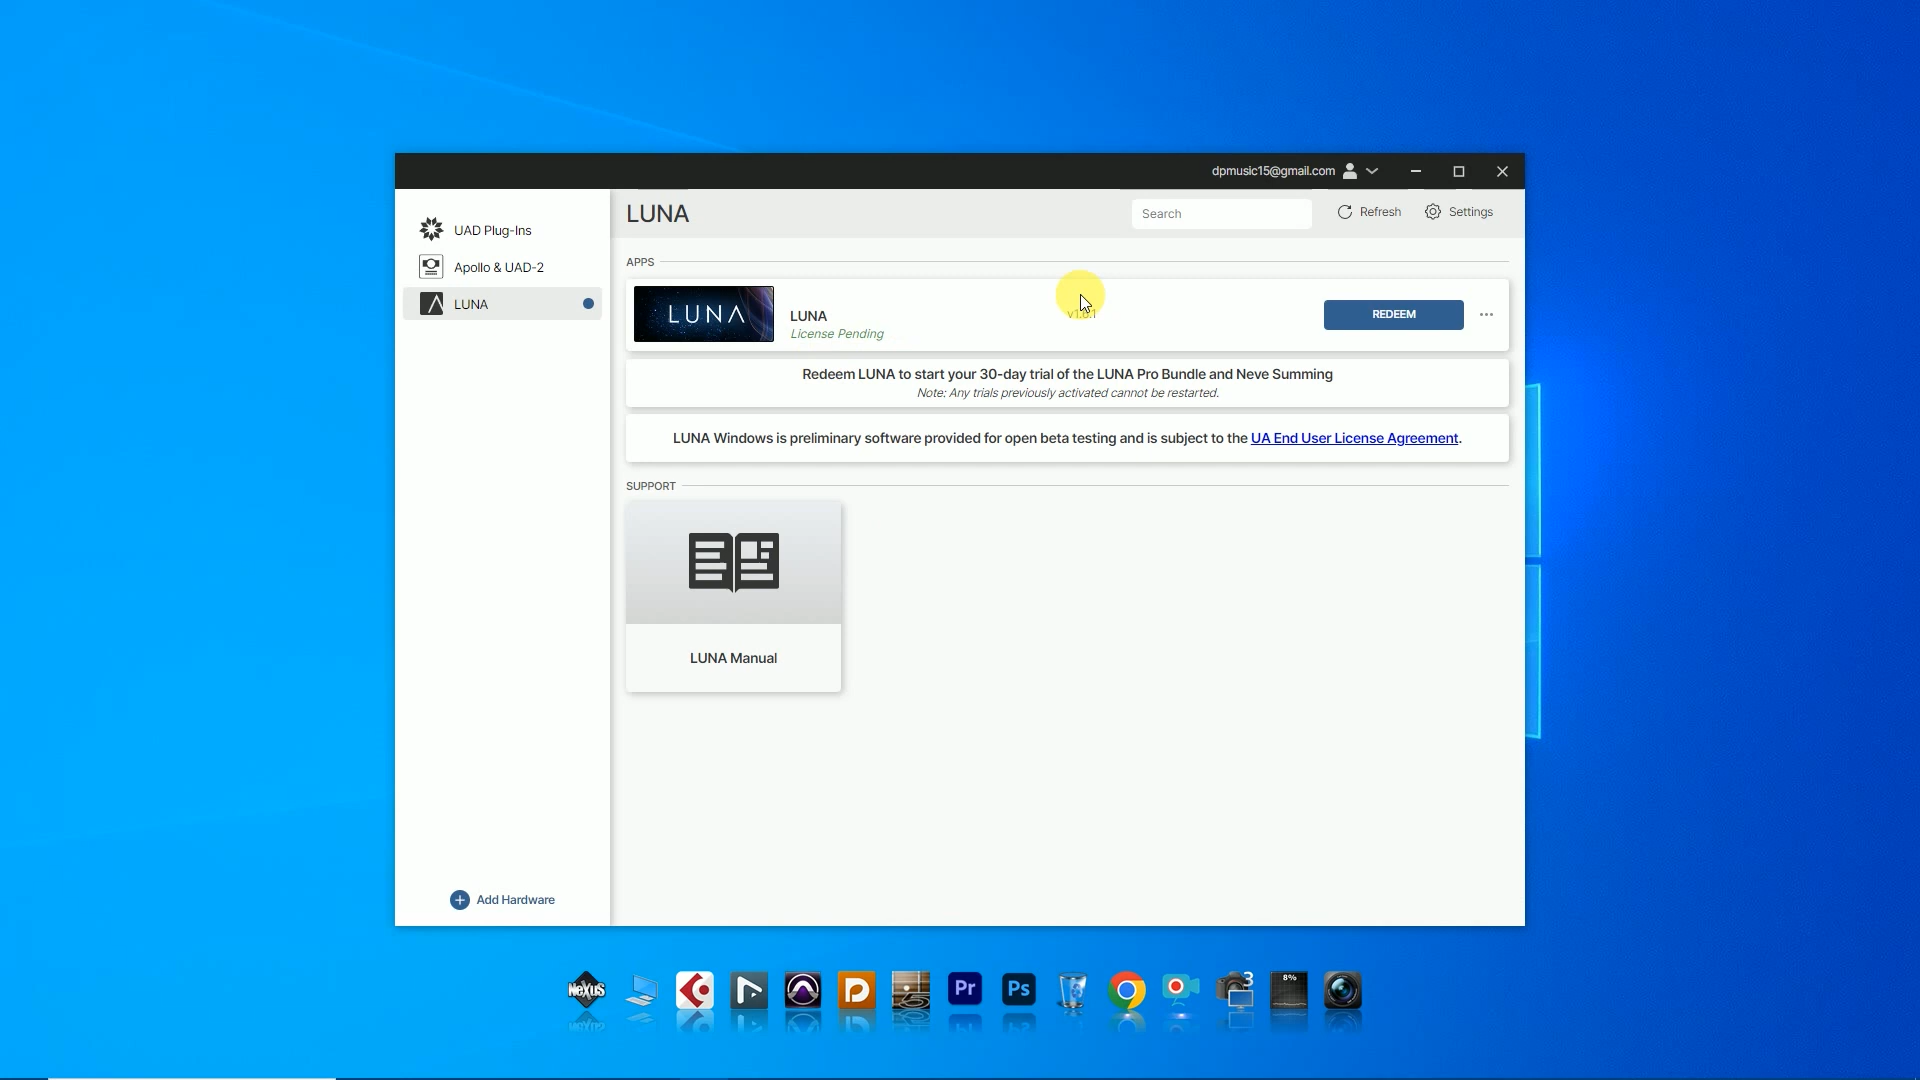 dpmusic15@gmail.com
UAD Plug-Ins
Apollo & UAD-2
LUNA
LUNA
Search
Refresh
Settings
APPS
LUNA
LUNA
License Pending
REDEEM
Redeem LUNA to start your 30-day trial of the LUNA Pro Bundle and Neve Summing
Note: Any trials previously activated cannot be restarted.
LUNA Windows is preliminary software provided for open beta testing and is subject to the UA End User License Agreement.
SUPPORT
LUNA Manual
Add Hardware
NeXuS
Pr
Ps
3
8%